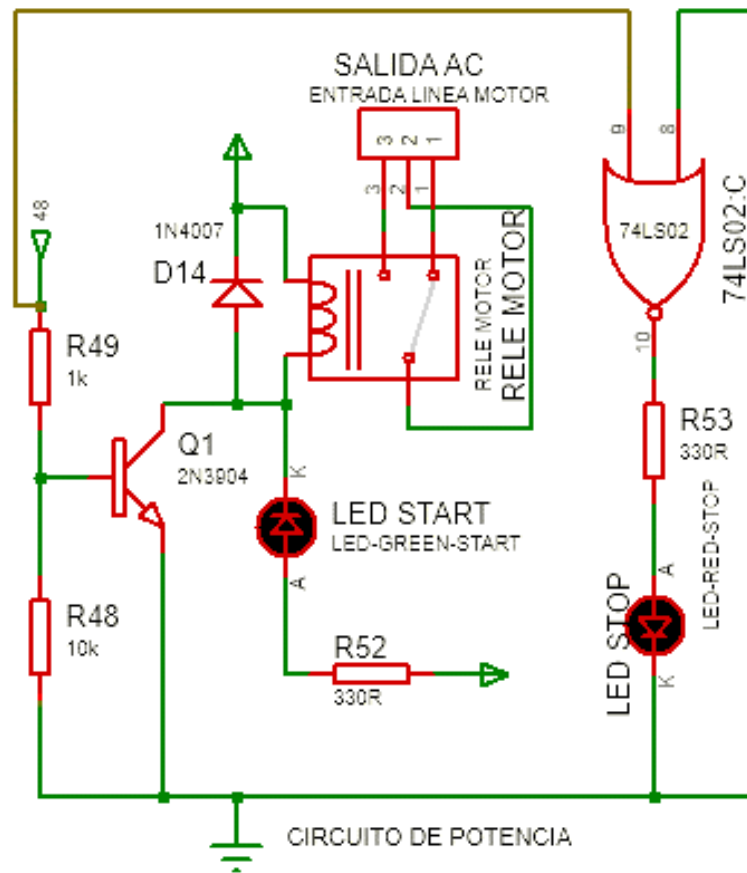 SALIDA AC
ENTRADA LINEA MOTOR
3
2
1
3
2
1
9
8
48
1N4007
D14
74LS02
74LS02:C
RELE MOTOR
RELE MOTOR
10
R49
1k
R53
330R
Q1
2N3904
K
LED START
LED-GREEN-START
A
A
LED-RED-STOP
LED STOP
K
R48
10k
R52
330R
CIRCUITO DE POTENCIA